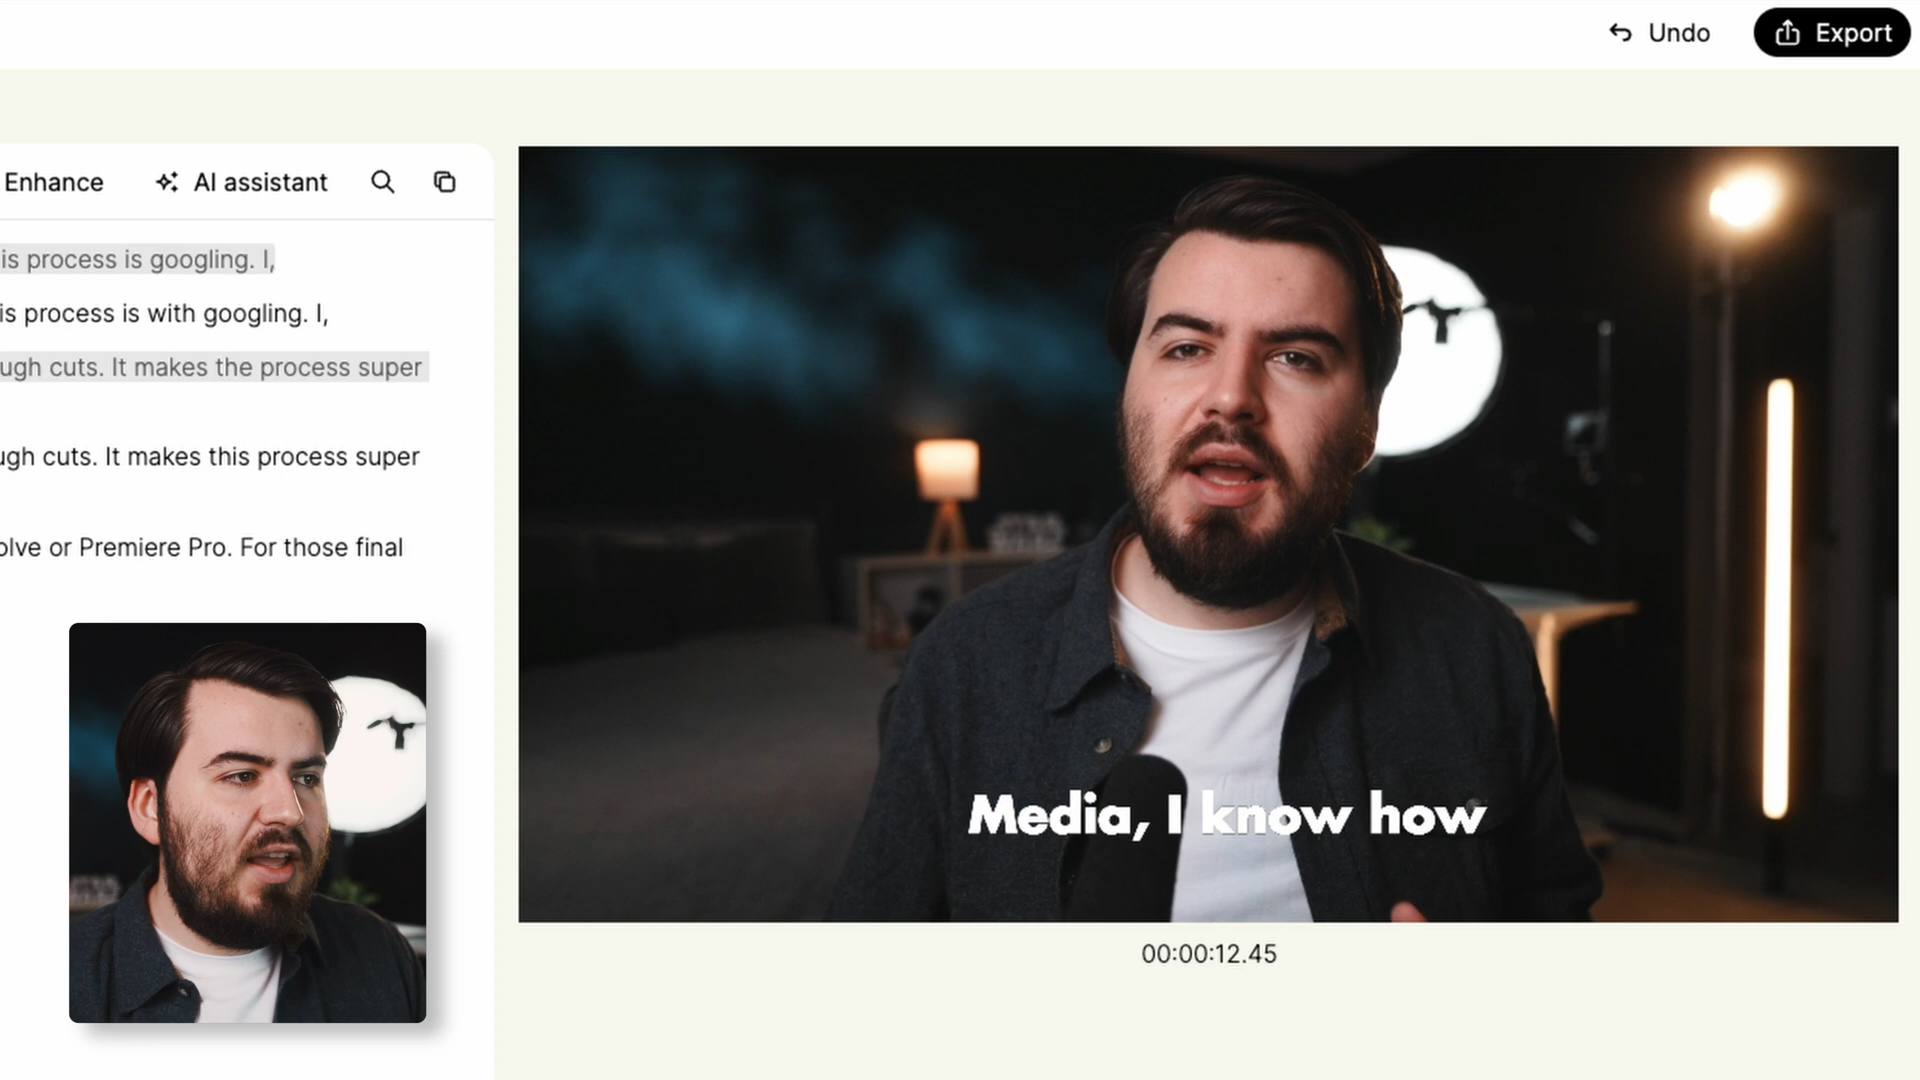 Undo
Export
Enhance
AI assistant
is process is googling. I,
is process is with googling. I,
ugh cuts. It makes the process super
ugh cuts. It makes this process super
olve or Premiere Pro. For those final
Media, I know how
00:00:12.45